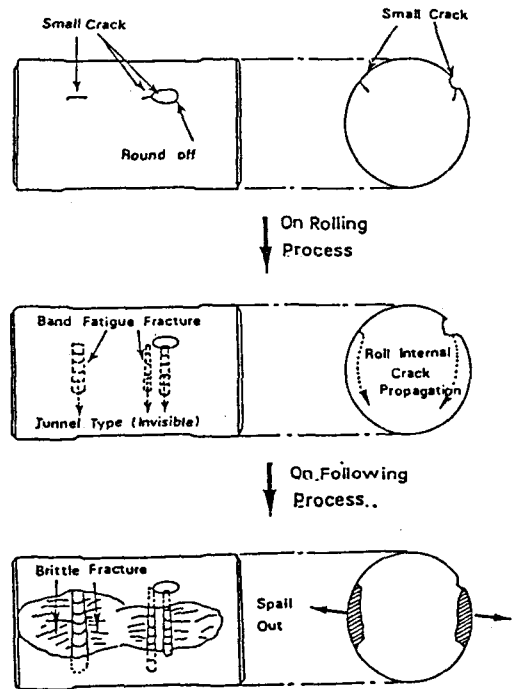 Small Crack
Small Crack
Round off
On Rolling
Process
Band Fatigue Fracture
Tunnel Type (Invisible)
Roll Internal
Crack
Propagation
On Following
Process..
Brittle Fracture
Spall
Out